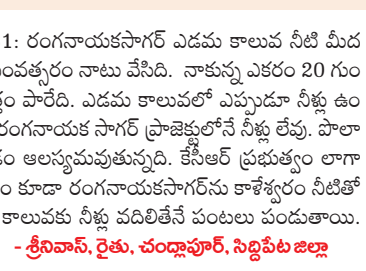 1: రంగనాయకసాగర్ ఎడమ కాలువ నీటి మీద
ంవత్సరం నాటు వేసిది. నాకున్న ఎకరం 20 గుం
్తం పారేది. ఎడమ కాలువలో ఎప్పుడూ నీళ్లు ఉం
రంగనాయక సాగర్ ప్రాజెక్టులోనే నీళ్లు లేవు. పొలా
ం ఆలస్యమవుతున్నది. కేసీఆర్ ప్రభుత్వం లాగా
ం కూడా రంగనాయకసాగర్‌ను కాళేశ్వరం నీటితో
కాలువకు నీళ్లు వదిలితేనే పంటలు పండుతాయి.
- శ్రీనివాస్, రైతు, చంద్లాపూర్, సిద్దిపేట జిల్లా